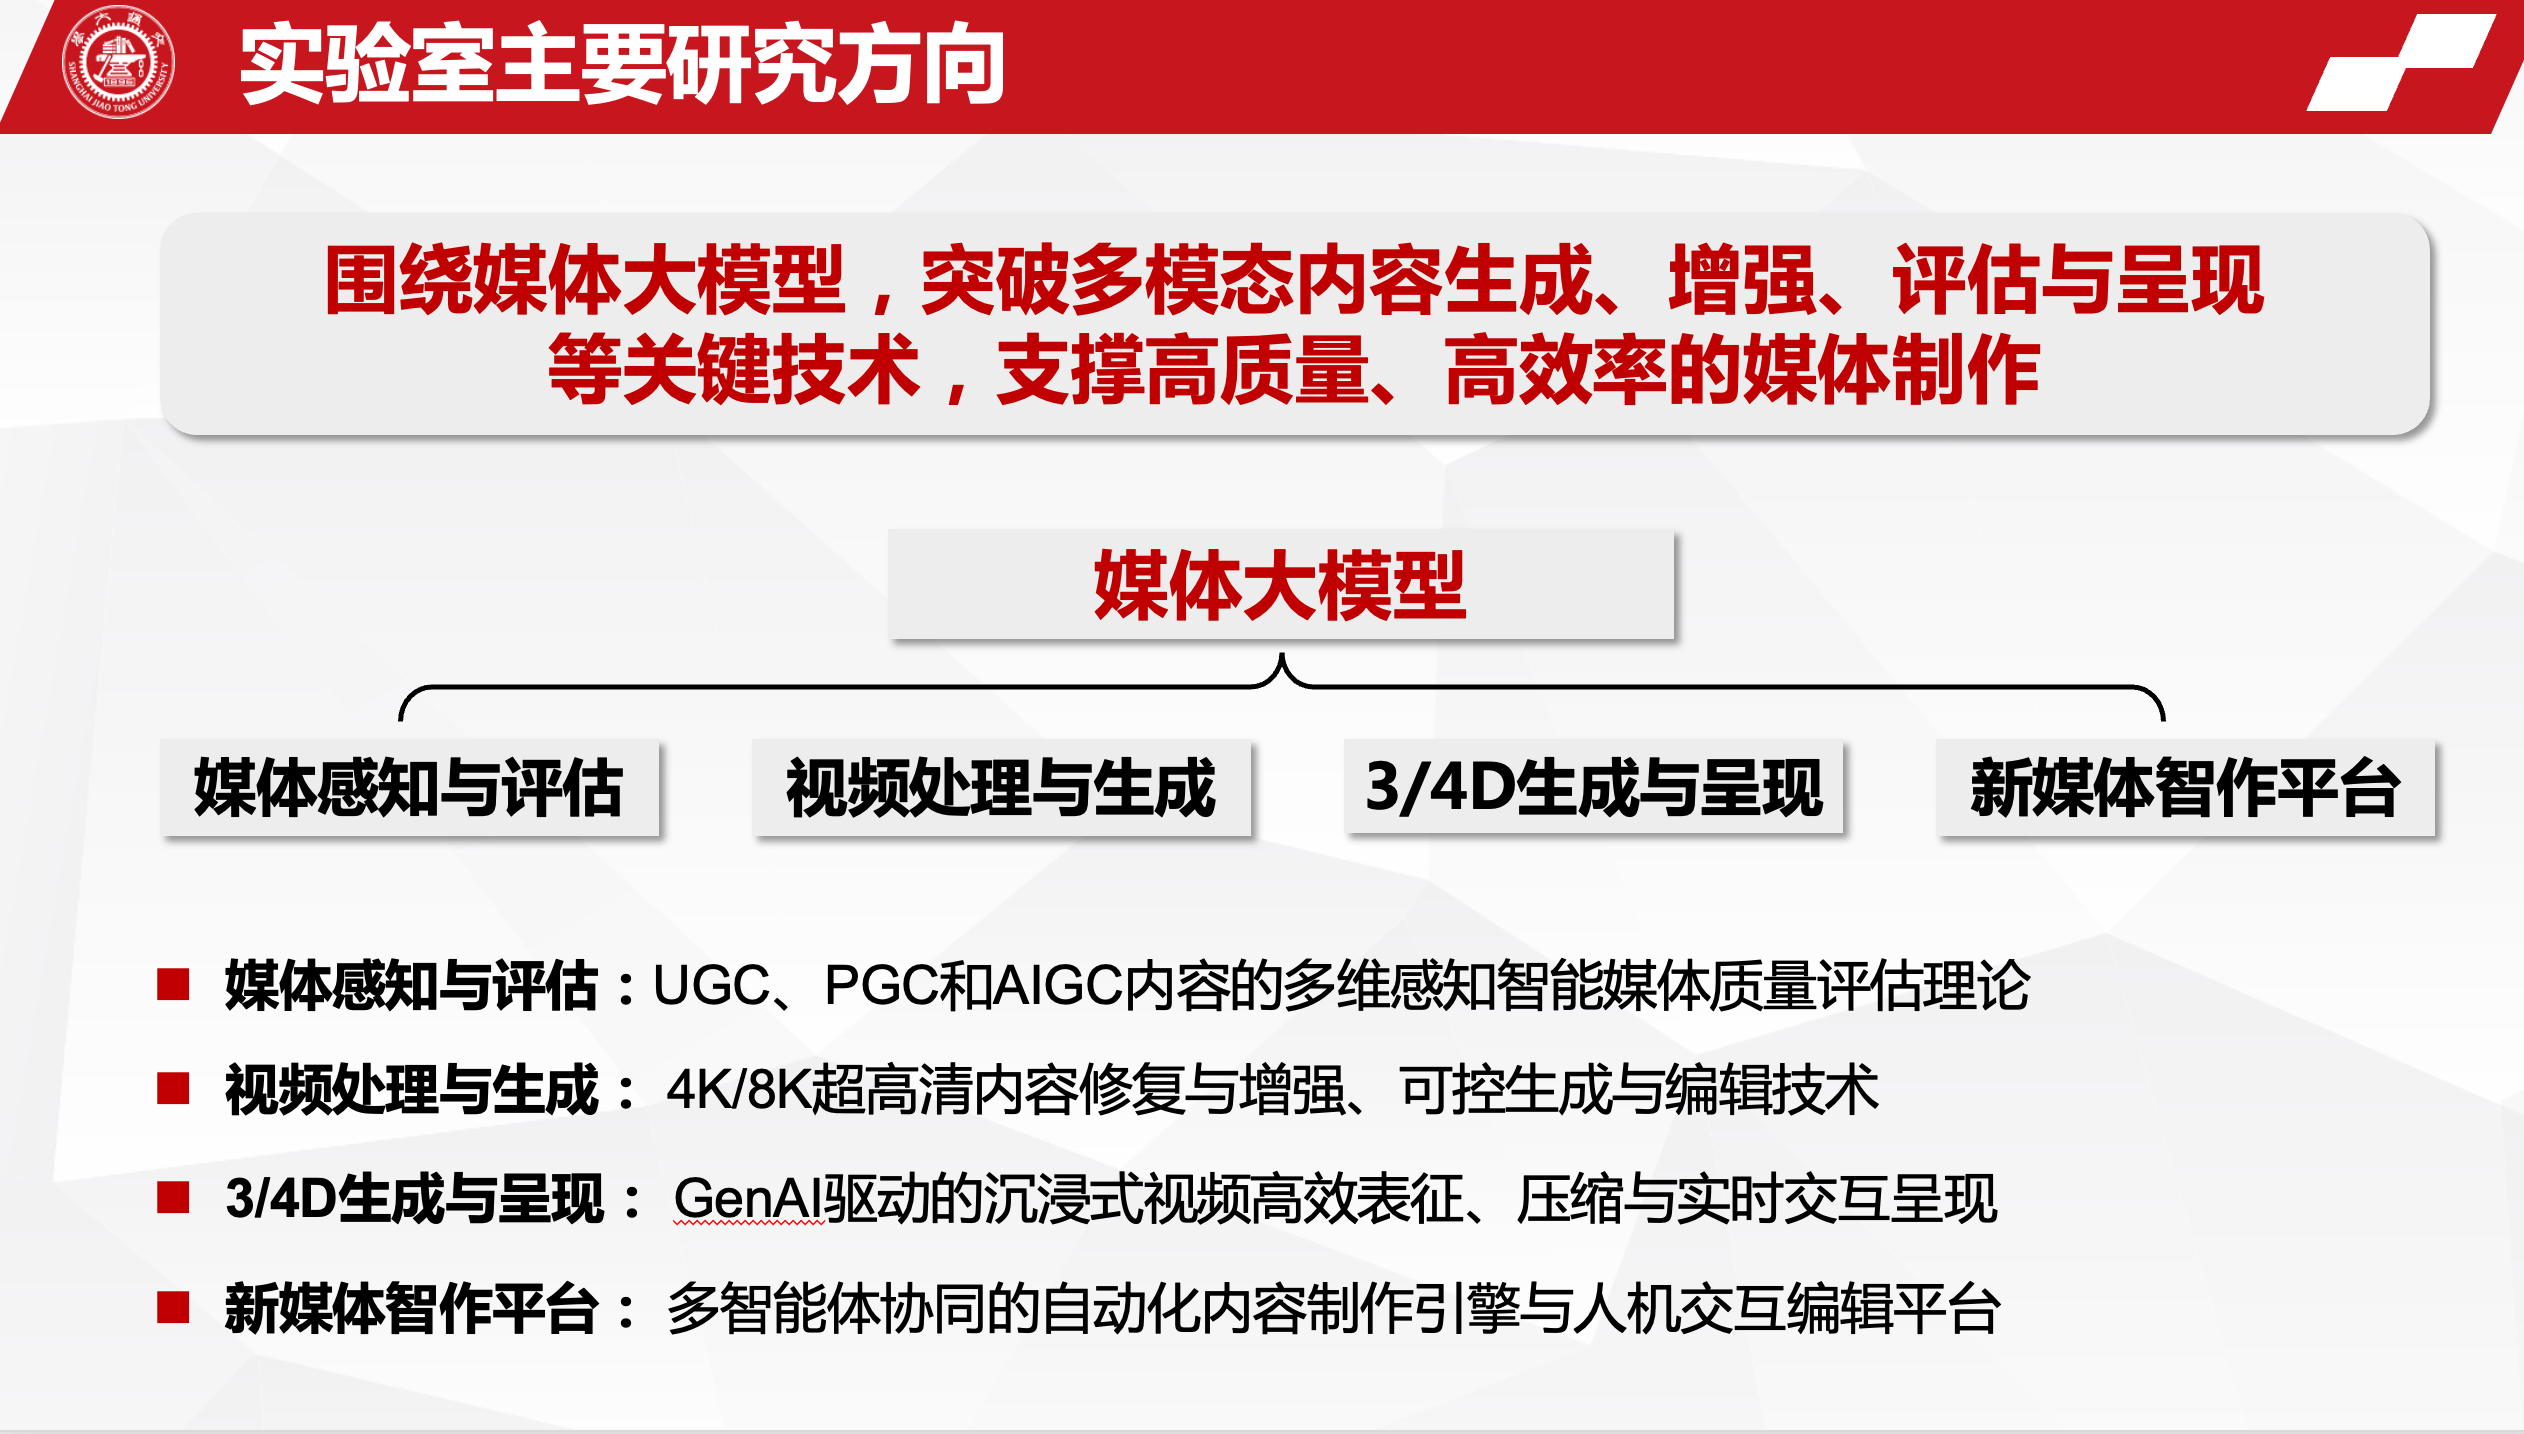 SHANGHAI JIAO TONG UNIVERSITY
1896
实验室主要研究方向
围绕媒体大模型，突破多模态内容生成、增强、评估与呈现
等关键技术，支撑高质量、高效率的媒体制作
媒体大模型
媒体感知与评估
视频处理与生成
3/4D生成与呈现
新媒体智作平台
媒体感知与评估：UGC、PGC和AIGC内容的多维感知智能媒体质量评估理论
视频处理与生成： 4K/8K超高清内容修复与增强、可控生成与编辑技术
3/4D生成与呈现： GenAI驱动的沉浸式视频高效表征、压缩与实时交互呈现
新媒体智作平台： 多智能体协同的自动化内容制作引擎与人机交互编辑平台